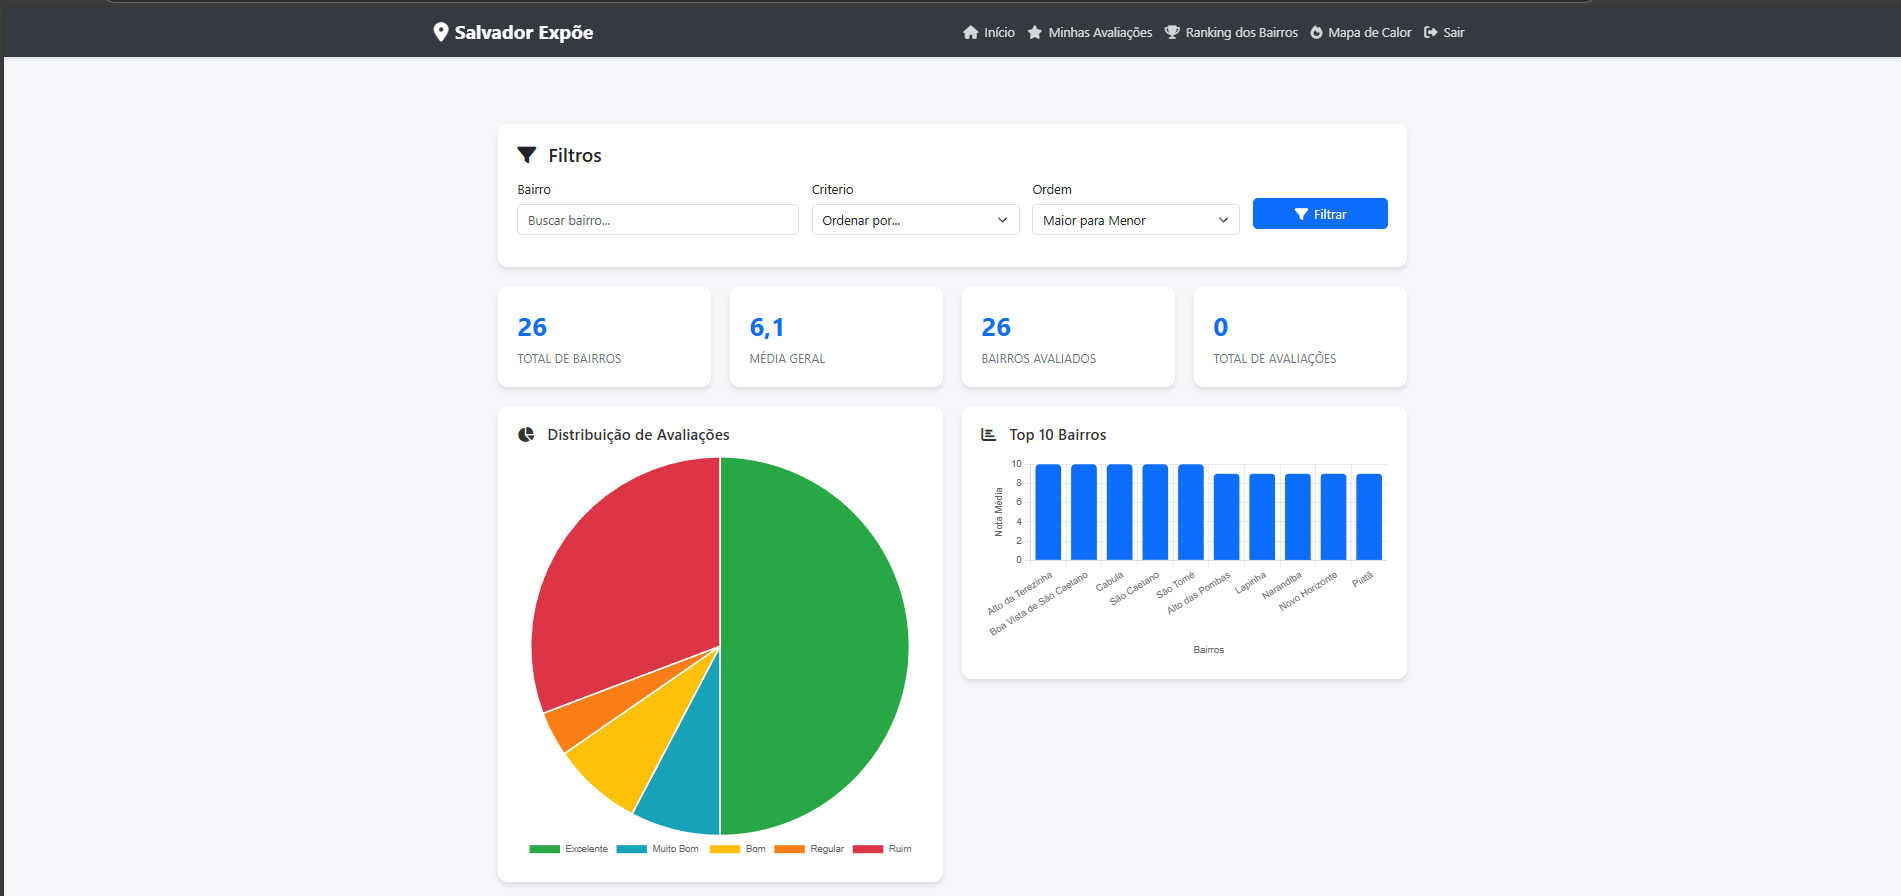 Salvador Expõe
Início Minhas Avaliações Ranking dos Bairros Mapa de Calor Sair
Filtros
Bairro Criterio Ordem
Buscar bairro... Ordenar por... Maior para Menor Filtrar
26 6,1 26 0
TOTAL DE BAIRROS MÉDIA GERAL BAIRROS AVALIADOS TOTAL DE AVALIAÇÕES
Distribuição de Avaliações
Excelente Muito Bom Bom Regular Ruim
Top 10 Bairros
Nota Média
10
8
6
4
2
0
Alto da Terezinha
Boa Vista de São Caetano
Cabula
São Caetano
São Tomé
Alto das Pombas
Lapinha
Narandiba
Novo Horizonte
Piatã
Bairros